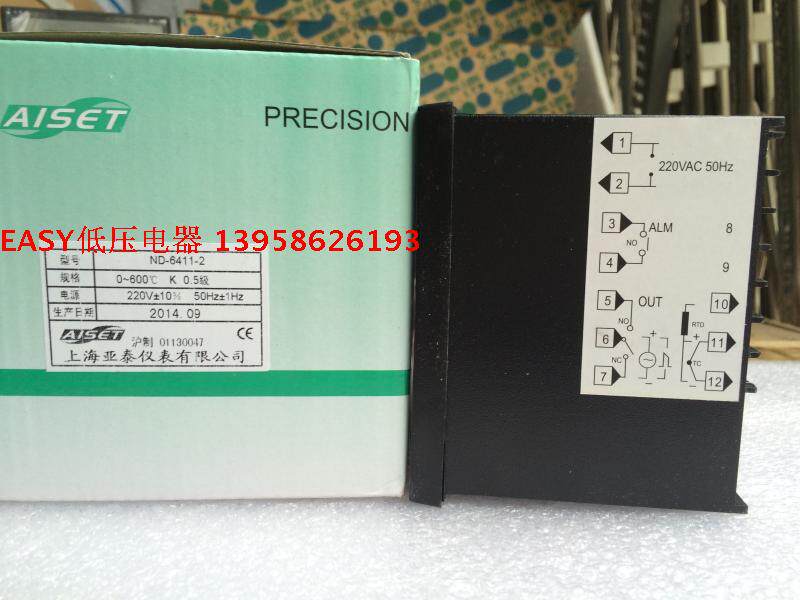 AISET
PRECISION
EASY低压电器 13958626193
型号 ND-6411-2
规格 0~600℃ K 0.5级
电源 220V±10% 50Hz±1Hz
生产日期 2014.09
AISET 沪制 01130047 CE
上海亚泰仪表有限公司
1
220VAC 50Hz
2
3 ALM 8
NO
4 9
5 OUT 10
NO RTD
6 + + 11
NC TC
7 − − 12